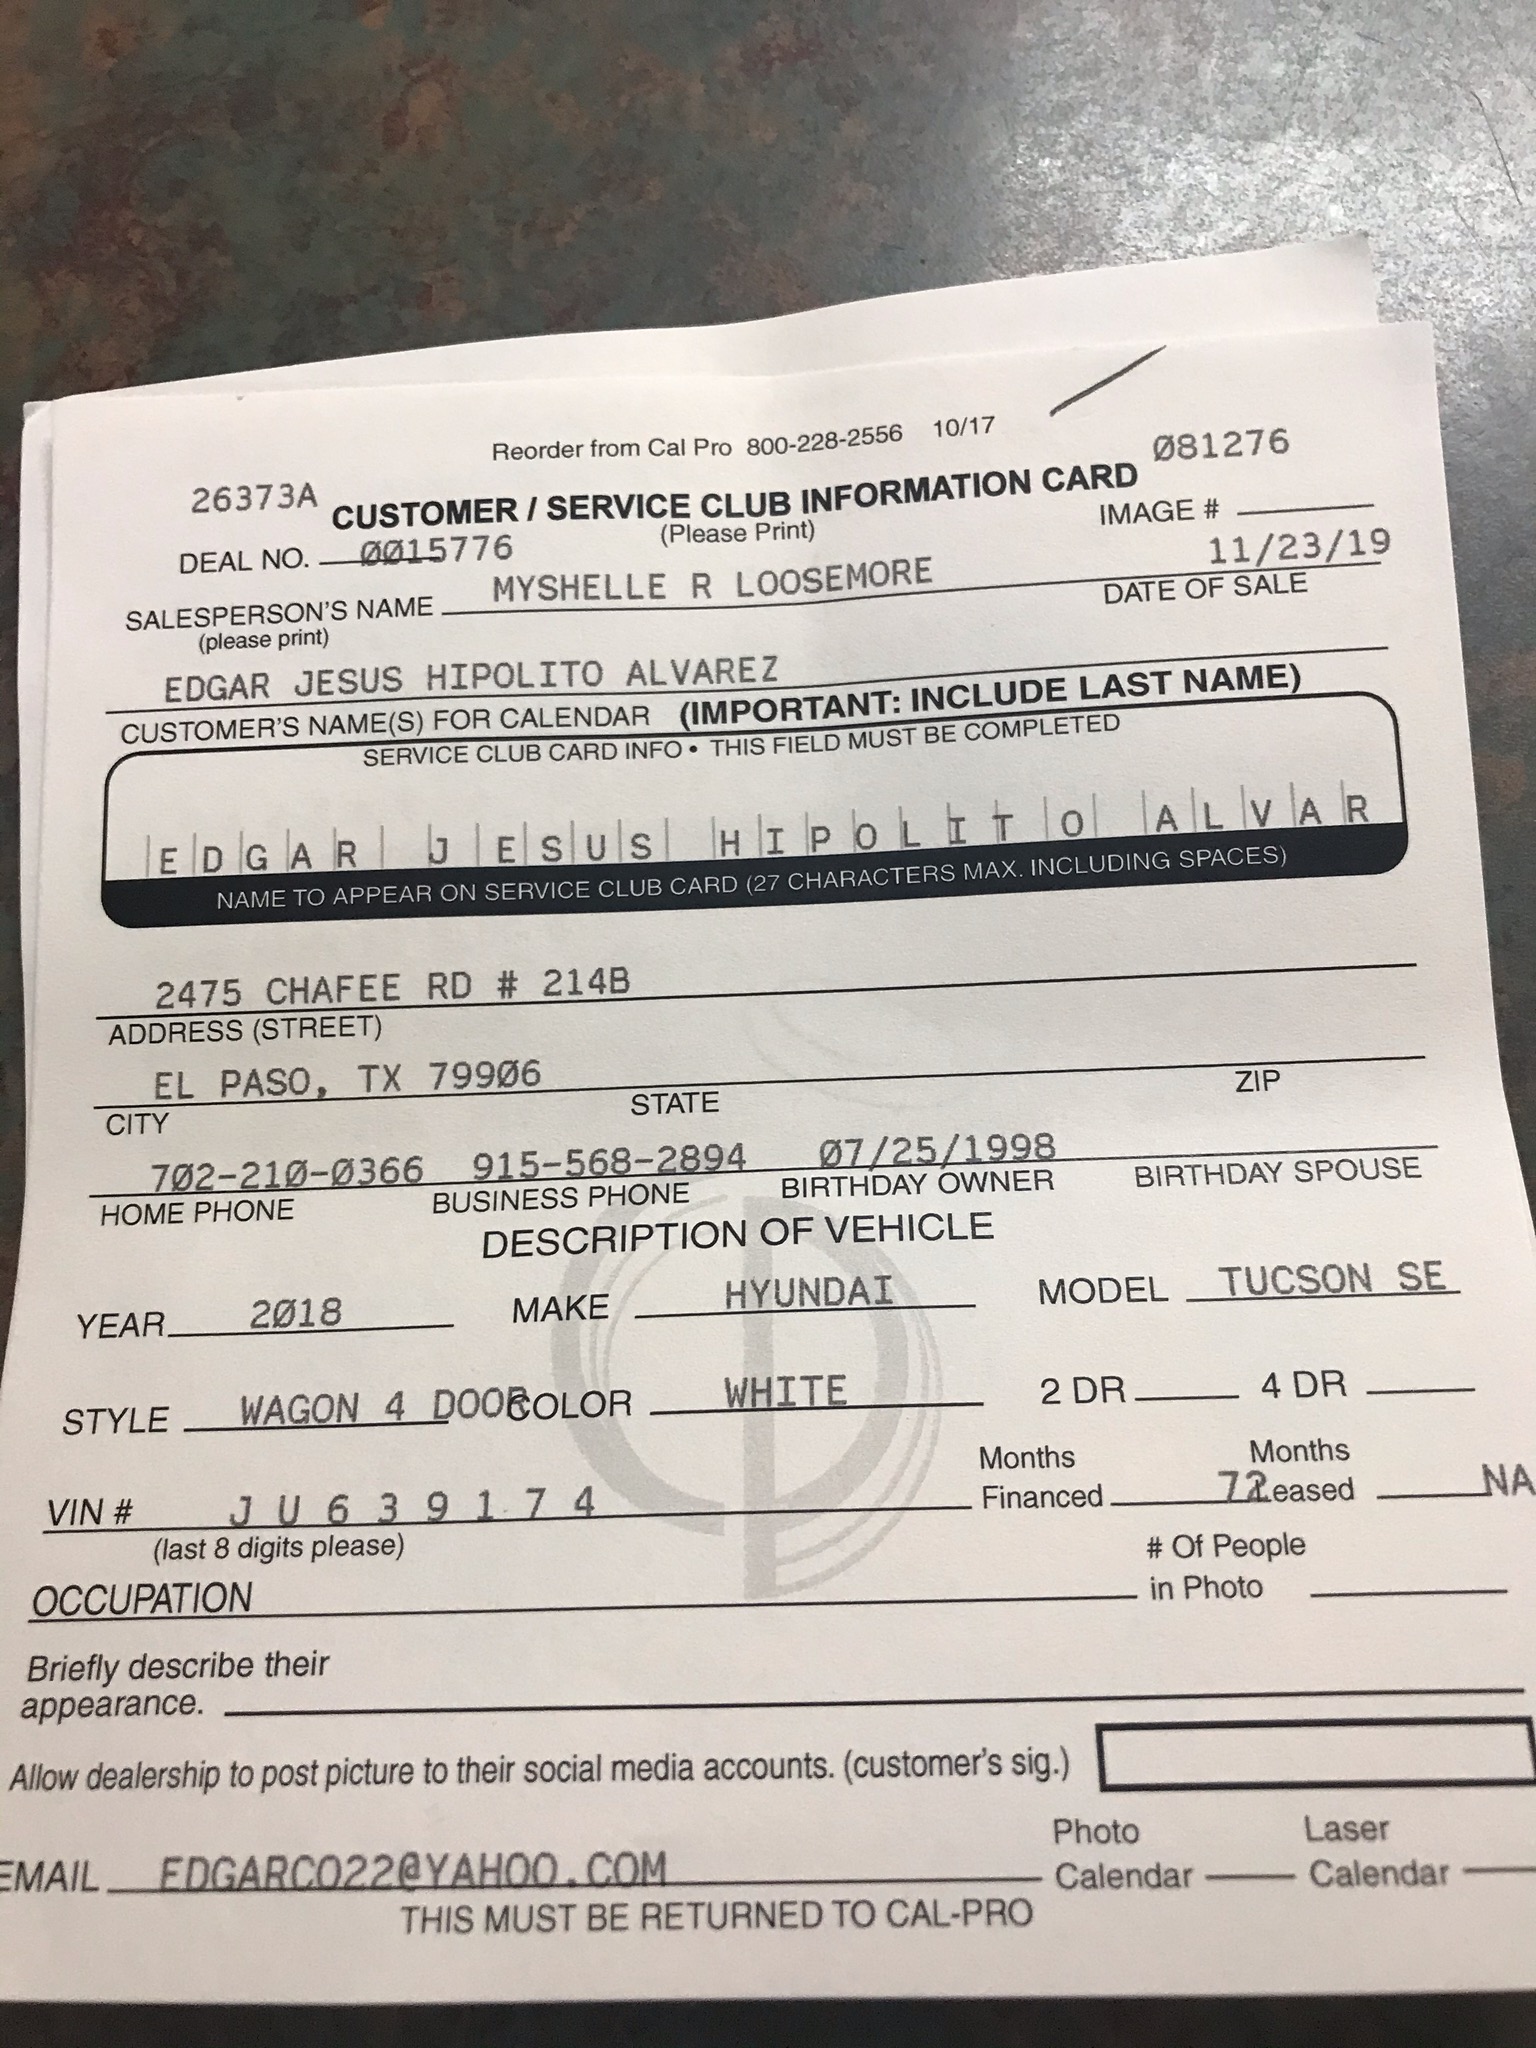 Reorder from Cal Pro 800-228-2556 10/17
26373A CUSTOMER / SERVICE CLUB INFORMATION CARD 081276
(Please Print) IMAGE #
DEAL NO. 0015776
SALESPERSON'S NAME MYSHELLE R LOOSEMORE 11/23/19
(please print) DATE OF SALE
EDGAR JESUS HIPOLITO ALVAREZ
CUSTOMER'S NAME(S) FOR CALENDAR (IMPORTANT: INCLUDE LAST NAME)
SERVICE CLUB CARD INFO • THIS FIELD MUST BE COMPLETED
E D G A R J E S U S H I P O L I T O A L V A R
NAME TO APPEAR ON SERVICE CLUB CARD (27 CHARACTERS MAX. INCLUDING SPACES)
2475 CHAFEE RD # 214B
ADDRESS (STREET)
EL PASO, TX 79906
CITY STATE ZIP
702-210-0366 915-568-2894 07/25/1998
HOME PHONE BUSINESS PHONE BIRTHDAY OWNER BIRTHDAY SPOUSE
DESCRIPTION OF VEHICLE
YEAR 2018 MAKE HYUNDAI MODEL TUCSON SE
STYLE WAGON 4 DOOR COLOR WHITE 2 DR 4 DR
Months Months
VIN # J U 6 3 9 1 7 4 Financed 72 Leased NA
(last 8 digits please) # Of People
OCCUPATION in Photo
Briefly describe their
appearance.
Allow dealership to post picture to their social media accounts. (customer's sig.)
Photo Laser
EMAIL EDGARCO22@YAHOO.COM Calendar Calendar
THIS MUST BE RETURNED TO CAL-PRO